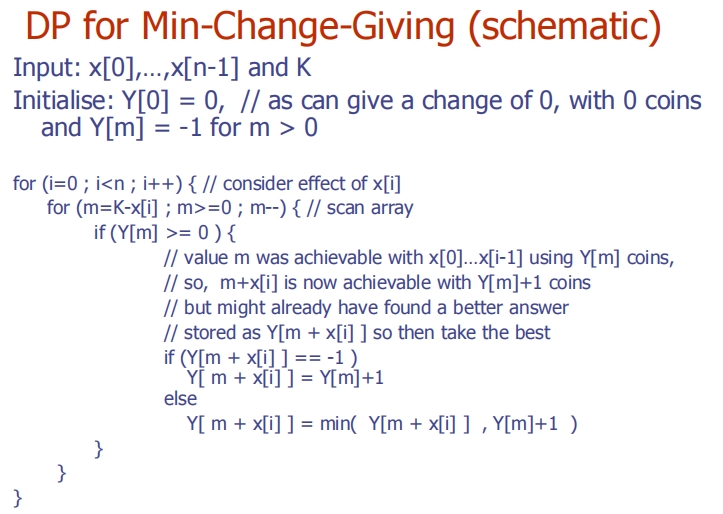 DP for Min-Change-Giving (schematic)
Input: x[0],...,x[n-1] and K
Initialise: Y[0] = 0,  // as can give a change of 0, with 0 coins
and Y[m] = -1 for m > 0
for (i=0 ; i<n ; i++) { // consider effect of x[i]
for (m=K-x[i] ; m>=0 ; m--) { // scan array
if (Y[m] >= 0 ) {
// value m was achievable with x[0]...x[i-1] using Y[m] coins,
// so,  m+x[i] is now achievable with Y[m]+1 coins
// but might already have found a better answer
// stored as Y[m + x[i] ] so then take the best
if (Y[m + x[i] ] == -1 )
Y[ m + x[i] ] = Y[m]+1
else
Y[ m + x[i] ] = min(  Y[m + x[i] ]  , Y[m]+1  )
}
}
}